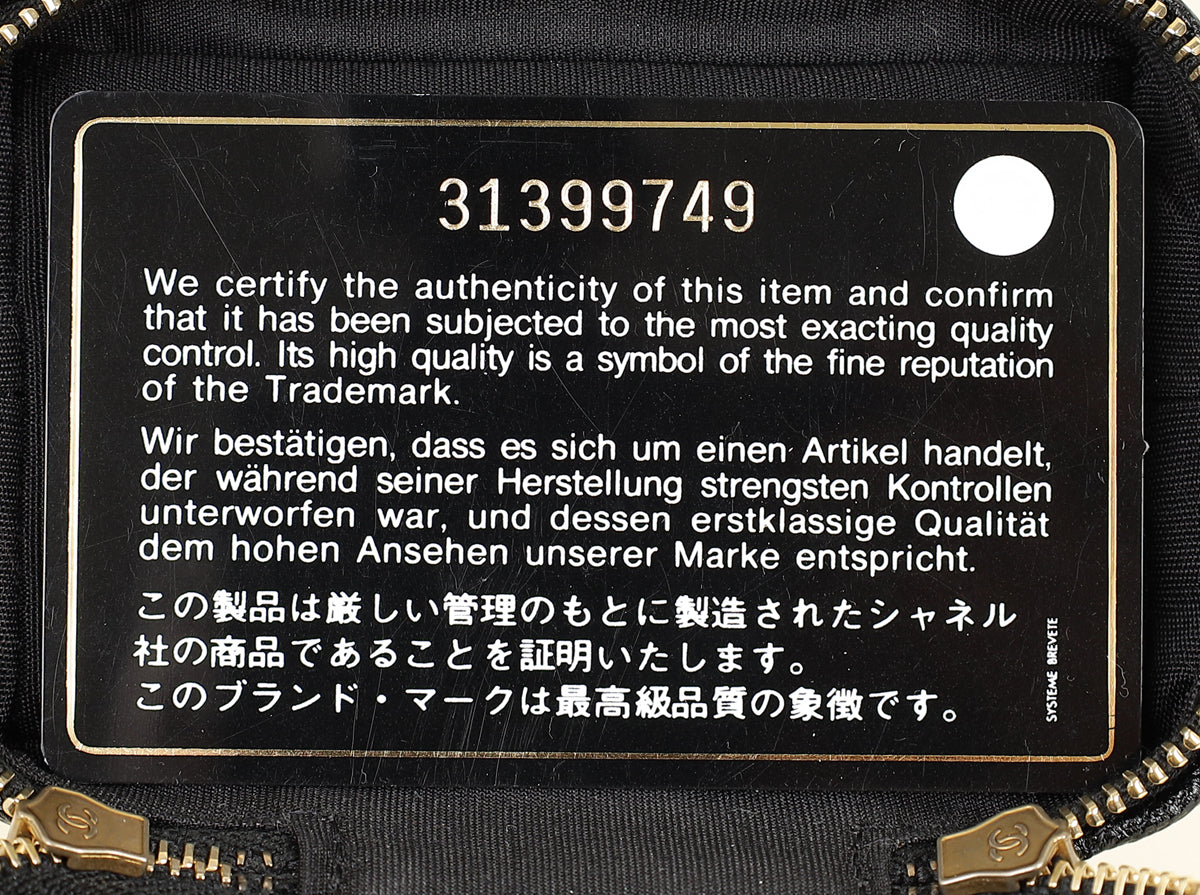 31399749
We certify the authenticity of this item and confirm
that it has been subjected to the most exacting quality
control. Its high quality is a symbol of the fine reputation
of the Trademark.
Wir bestätigen, dass es sich um einen Artikel handelt,
der während seiner Herstellung strengsten Kontrollen
unterworfen war, und dessen erstklassige Qualität
dem hohen Ansehen unserer Marke entspricht.
この製品は厳しい管理のもとに製造されたシャネル
社の商品であることを証明いたします。
このブランド・マークは最高級品質の象徴です。
SYSTEME BREVETE